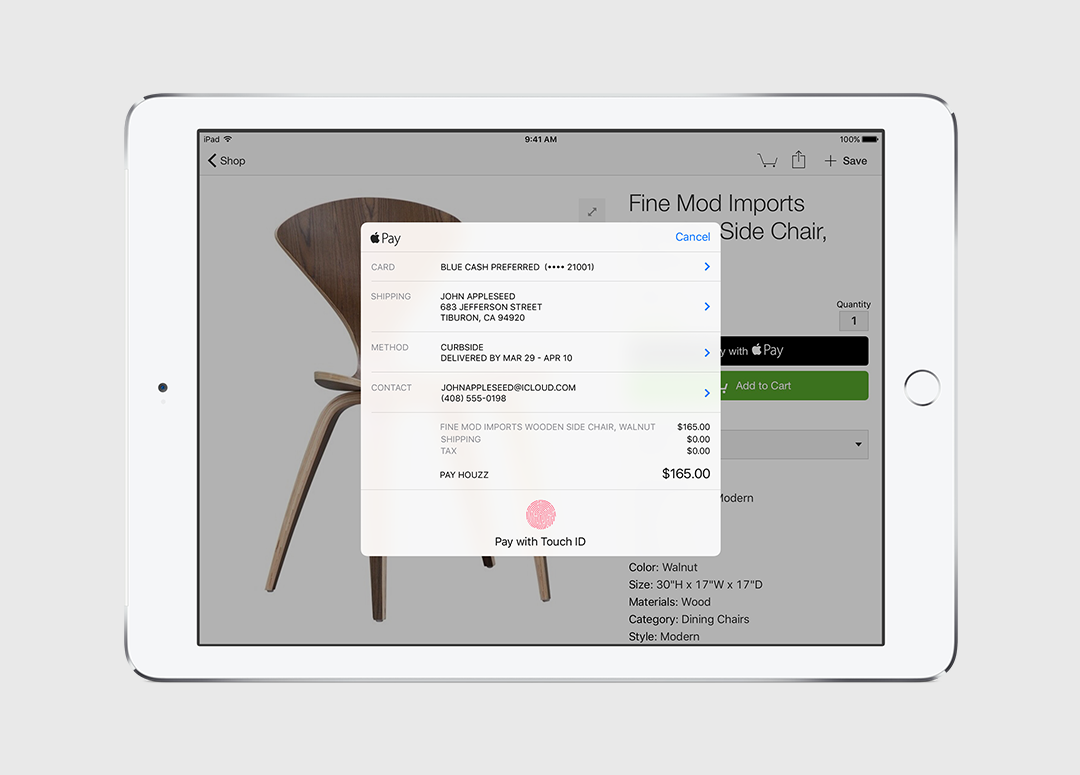 iPad
9:41 AM
100%
Shop
Save
Fine Mod Imports
Side Chair,
Pay
Cancel
CARD
BLUE CASH PREFERRED (•••• 21001)
SHIPPING
JOHN APPLESEED
683 JEFFERSON STREET
TIBURON, CA 94920
METHOD
CURBSIDE
DELIVERED BY MAR 29 - APR 10
CONTACT
JOHNAPPLESEED@ICLOUD.COM
(408) 555-0198
FINE MOD IMPORTS WOODEN SIDE CHAIR, WALNUT $165.00
SHIPPING $0.00
TAX $0.00
PAY HOUZZ $165.00
Pay with Touch ID
Quantity
1
with Pay
Add to Cart
Modern
Color: Walnut
Size: 30"H x 17"W x 17"D
Materials: Wood
Category: Dining Chairs
Style: Modern